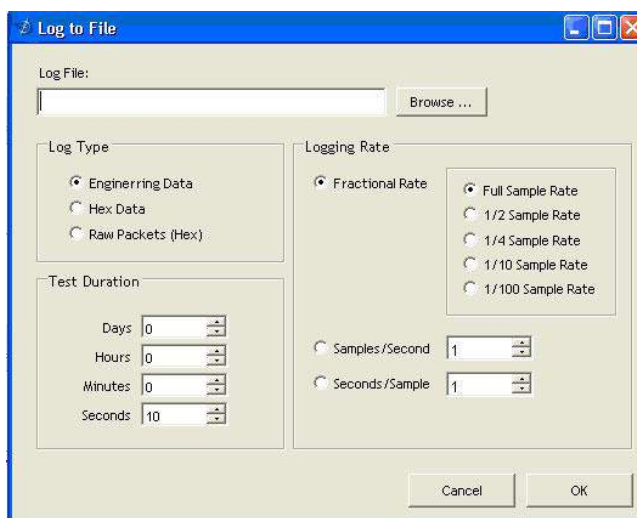 Log to File
Log File:
Browse ...
Log Type
Enginerring Data
Hex Data
Raw Packets (Hex)
Test Duration
Days 0
Hours 0
Minutes 0
Seconds 10
Logging Rate
Fractional Rate
Full Sample Rate
1/2 Sample Rate
1/4 Sample Rate
1/10 Sample Rate
1/100 Sample Rate
Samples/Second 1
Seconds/Sample 1
Cancel OK